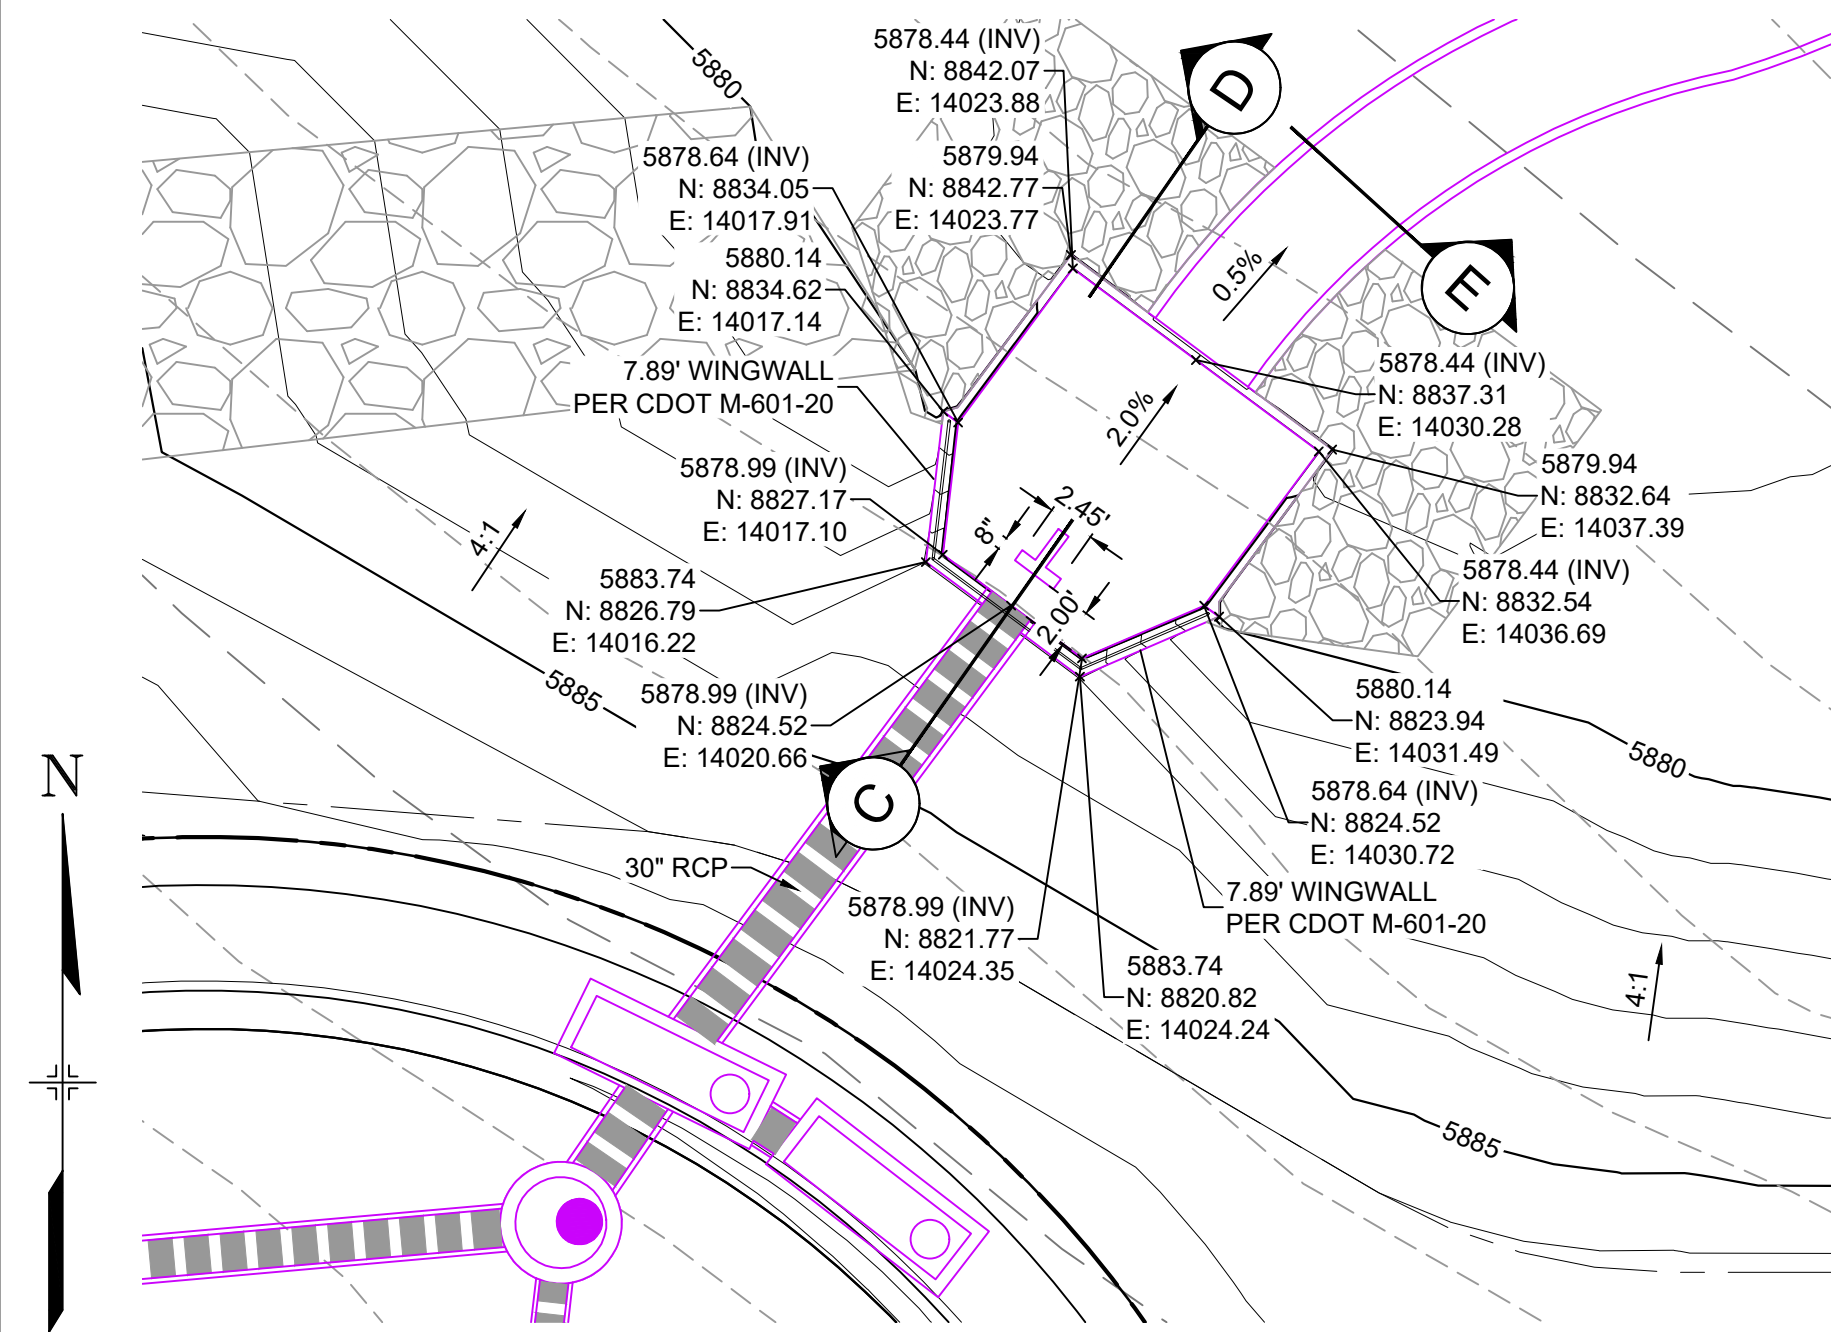 5880
5878.44 (INV)
N: 8842.07
E: 14023.88
D
5879.94
N: 8842.77
E: 14023.77
5878.64 (INV)
N: 8834.05
E: 14017.91
5880.14
N: 8834.62
E: 14017.14
0.5%
E
7.89' WINGWALL
PER CDOT M-601-20
2.0%
5878.44 (INV)
N: 8837.31
E: 14030.28
5878.99 (INV)
N: 8827.17
E: 14017.10
5879.94
N: 8832.64
E: 14037.39
4:1
8"
2.45'
2.00'
5883.74
N: 8826.79
E: 14016.22
5878.44 (INV)
N: 8832.54
E: 14036.69
5885
5878.99 (INV)
N: 8824.52
E: 14020.66
5880.14
N: 8823.94
E: 14031.49
5880
N
C
5878.64 (INV)
N: 8824.52
E: 14030.72
30" RCP
7.89' WINGWALL
PER CDOT M-601-20
5878.99 (INV)
N: 8821.77
E: 14024.35
5883.74
N: 8820.82
E: 14024.24
4:1
5885